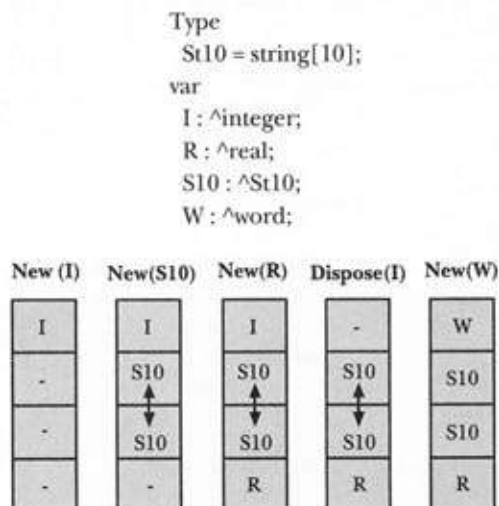 Type
St10 = string[10];
var
I : ^integer;
R : ^real;
S10 : ^St10;
W : ^word;
New (I) New(S10) New(R) Dispose(I) New(W)
I I I - W
- S10 S10 S10 S10
- S10 S10 S10 S10
- - R R R